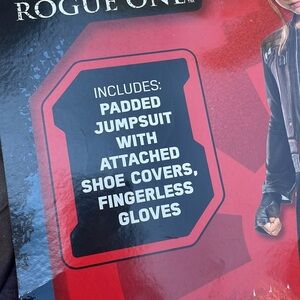 ROGUE ONE
INCLUDES:
PADDED
JUMPSUIT
WITH
ATTACHED
SHOE COVERS,
FINGERLESS
GLOVES